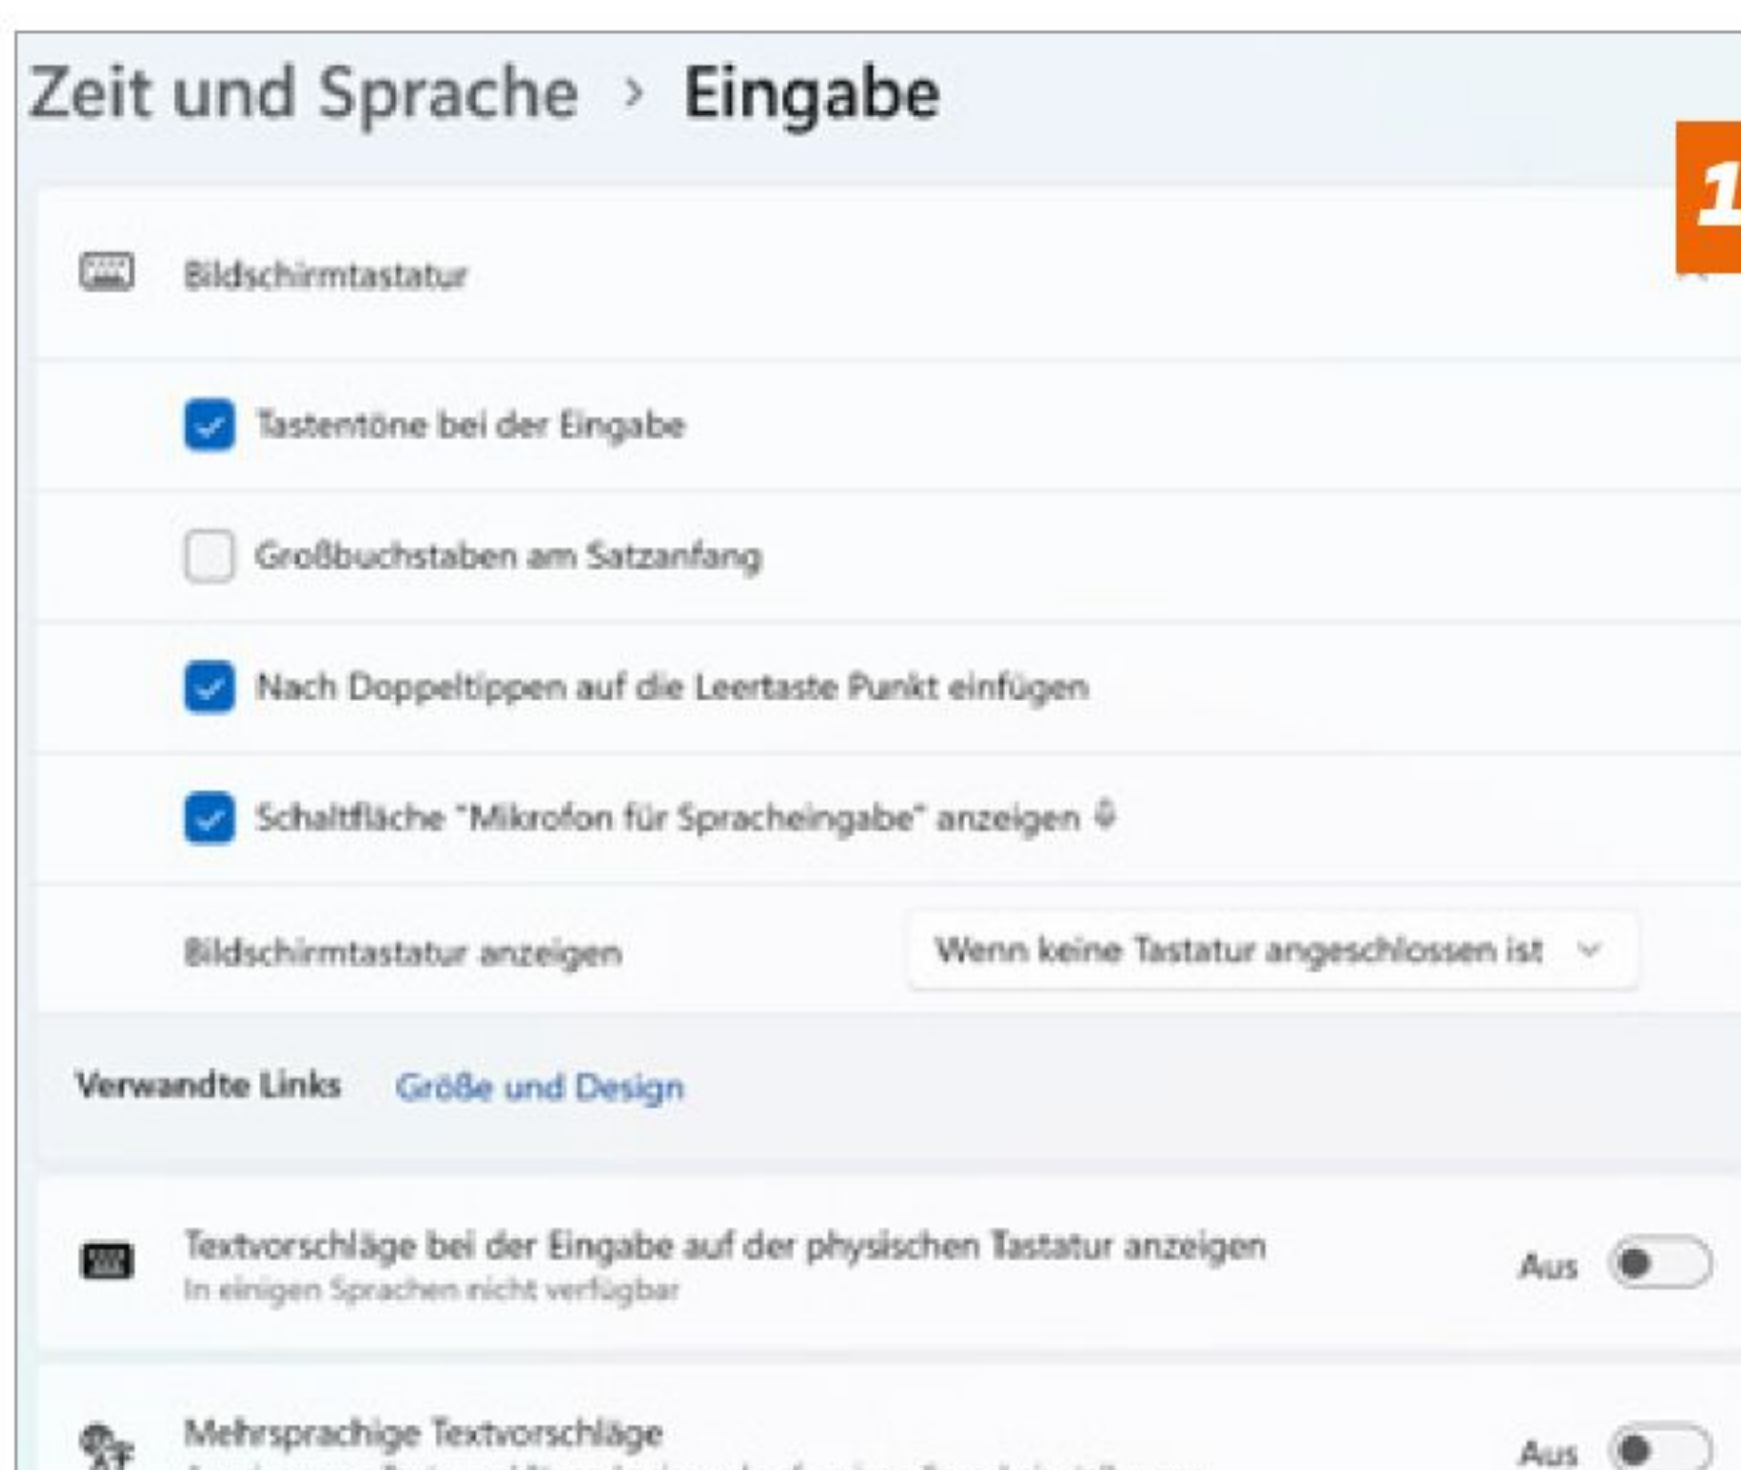 Zeit und Sprache > Eingabe
1
Bildschirmtastatur
Tastentöne bei der Eingabe
Großbuchstaben am Satzanfang
Nach Doppeltippen auf die Leertaste Punkt einfügen
Schaltfläche "Mikrofon für Spracheingabe" anzeigen
Bildschirmtastatur anzeigen Wenn keine Tastatur angeschlossen ist
Verwandte Links Größe und Design
Textvorschläge bei der Eingabe auf der physischen Tastatur anzeigen
In einigen Sprachen nicht verfügbar
Aus
Mehrsprachige Textvorschläge
Aus